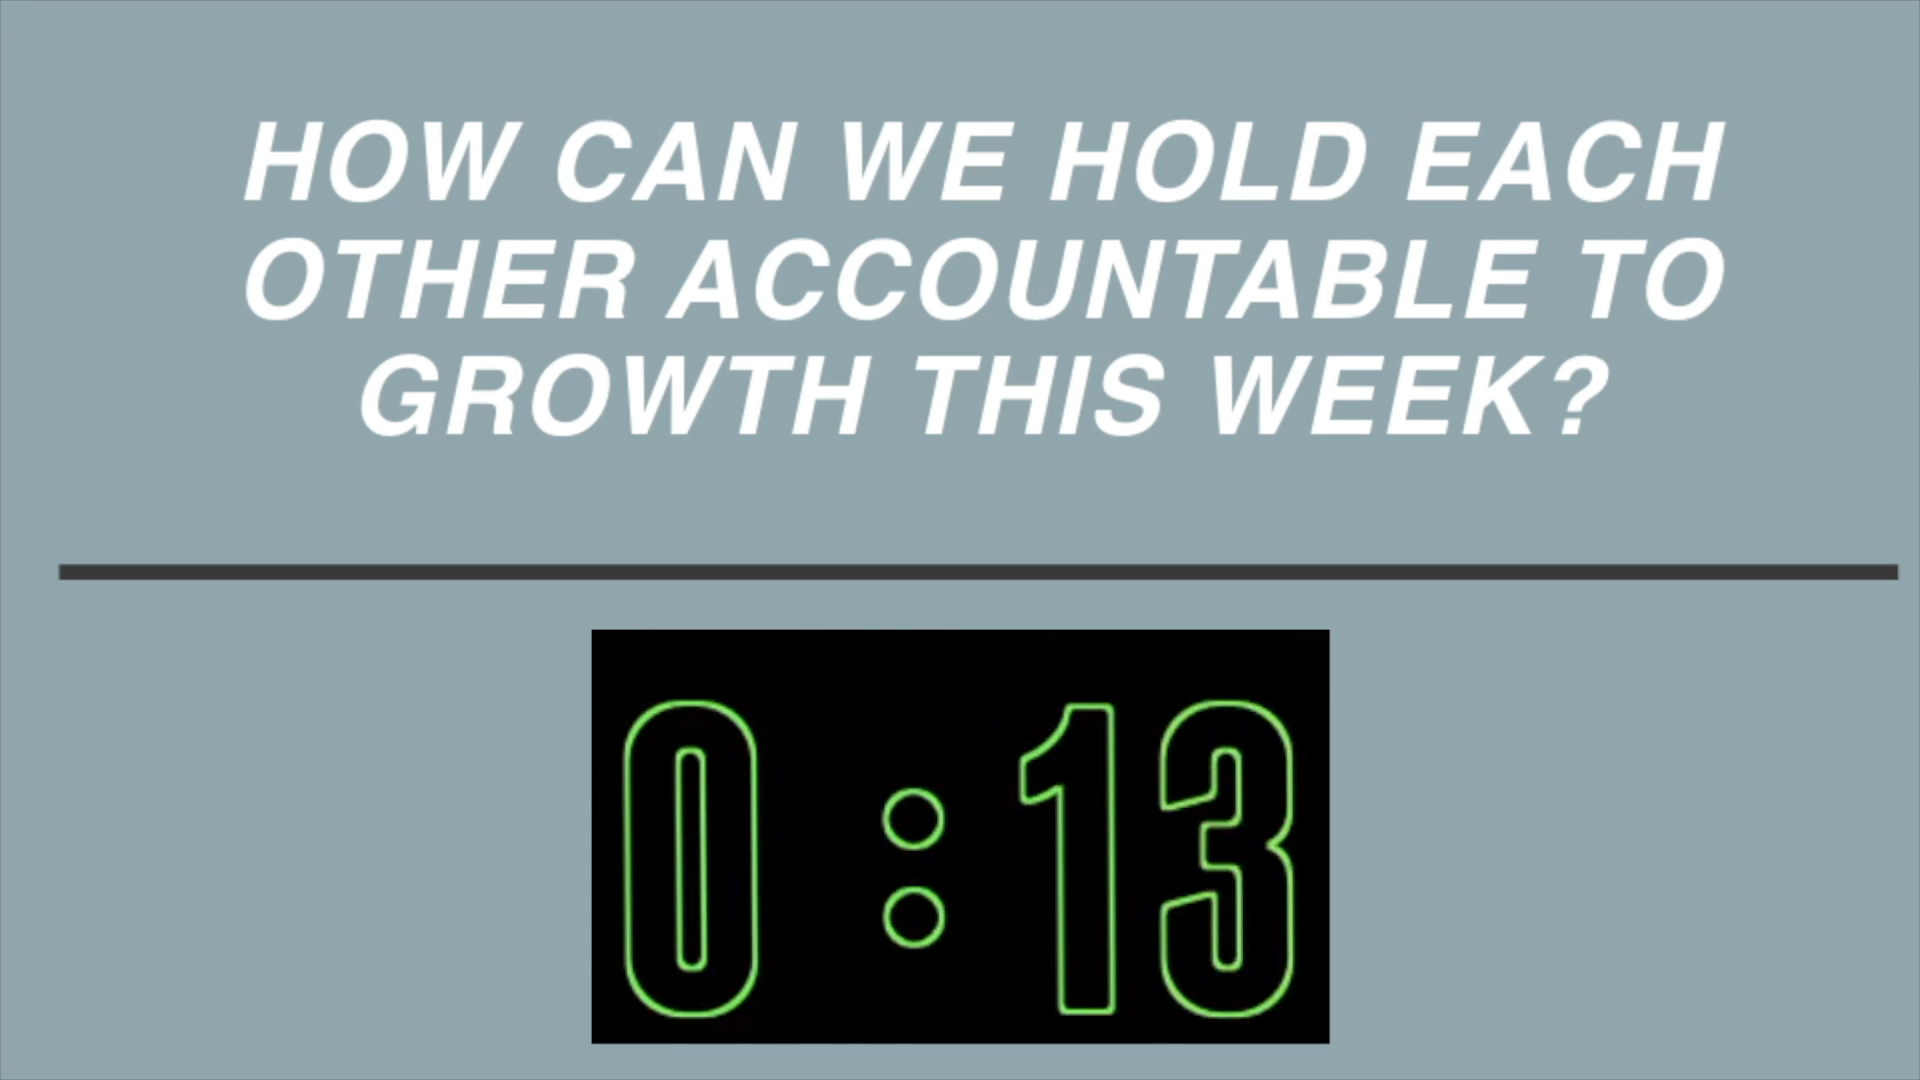 HOW CAN WE HOLD EACH
OTHER ACCOUNTABLE TO
GROWTH THIS WEEK?
0:13